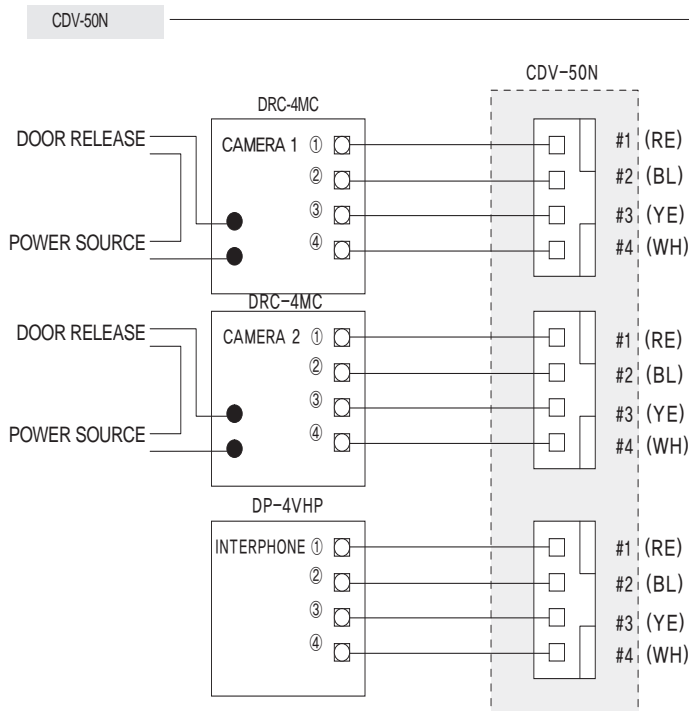 CDV-50N
CDV-50N
DRC-4MC
DOOR RELEASE
CAMERA 1 ① #1 (RE)
② #2 (BL)
③ #3 (YE)
POWER SOURCE ④ #4 (WH)
DRC-4MC
DOOR RELEASE
CAMERA 2 ① #1 (RE)
② #2 (BL)
③ #3 (YE)
POWER SOURCE ④ #4 (WH)
DP-4VHP
INTERPHONE ① #1 (RE)
② #2 (BL)
③ #3 (YE)
④ #4 (WH)